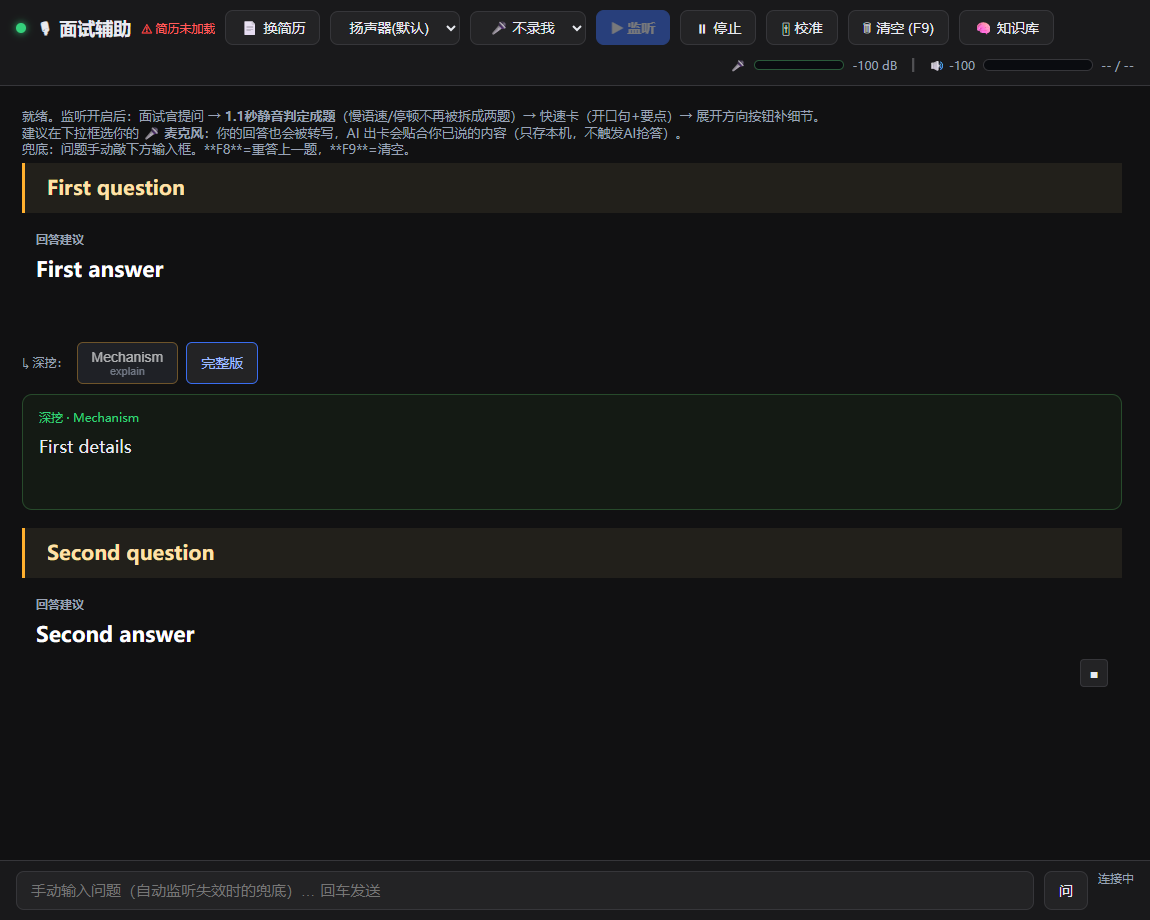 面试辅助 ⚠简历未加载 换简历 扬声器(默认) 不录我 ▶监听 ⏸停止 校准 清空 (F9) 知识库
-100 dB | -100 -- / --
就绪。监听开启后：面试官提问 → 1.1秒静音判定成题（慢语速/停顿不再被拆成两题）→ 快速卡（开口句+要点）→ 展开方向按钮补细节。
建议在下拉框选你的 🎤 麦克风：你的回答也会被转写，AI 出卡会贴合你已说的内容（只存本机，不触发AI抢答）。
兜底：问题手动敲下方输入框。**F8**=重答上一题，**F9**=清空。
First question
回答建议
First answer
↳深挖： Mechanism 完整版
explain
深挖 · Mechanism
First details
Second question
回答建议
Second answer
手动输入问题（自动监听失效时的兜底）… 回车发送 问 连接中